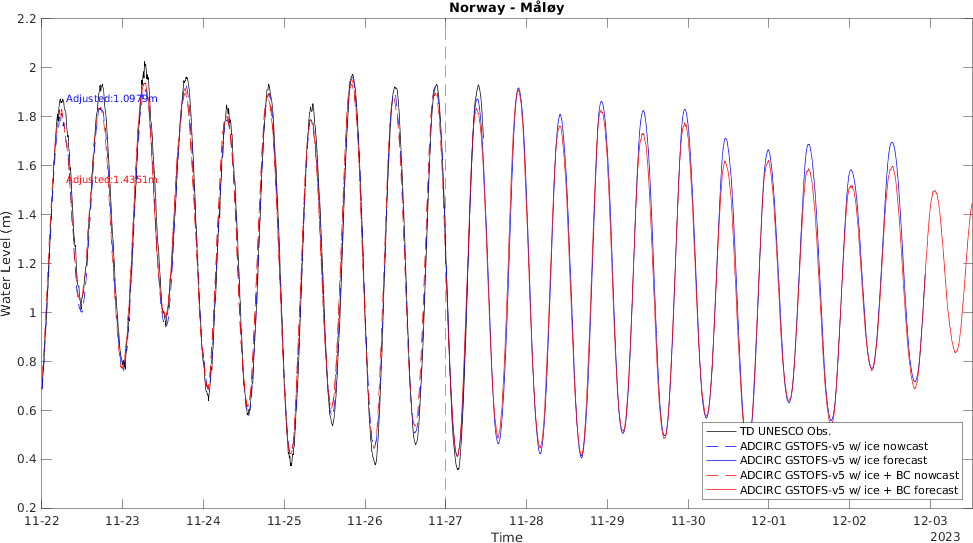 Norway - Måløy
2.2
2
1.8
1.6
1.4
1.2
1
0.8
0.6
0.4
0.2
Water Level (m)
Adjusted:1.0979m
Adjusted:1.4351m
TD UNESCO Obs.
ADCIRC GSTOFS-v5 w/ ice nowcast
ADCIRC GSTOFS-v5 w/ ice forecast
ADCIRC GSTOFS-v5 w/ ice + BC nowcast
ADCIRC GSTOFS-v5 w/ ice + BC forecast
11-22 11-23 11-24 11-25 11-26 11-27 11-28 11-29 11-30 12-01 12-02 12-03
Time 2023